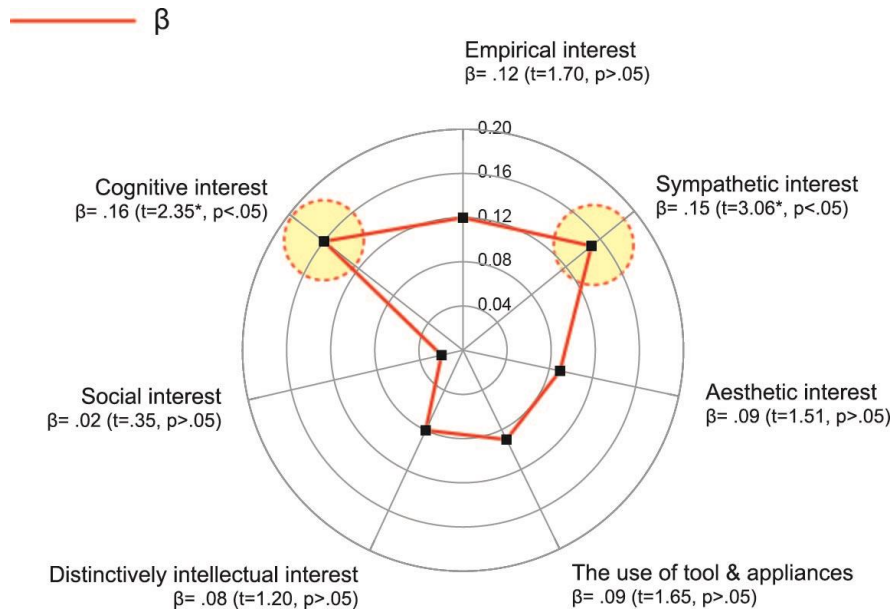 β
Empirical interest
β= .12 (t=1.70, p>.05)
0.20
0.16
0.12
0.08
0.04
Cognitive interest
β= .16 (t=2.35*, p<.05)
Sympathetic interest
β= .15 (t=3.06*, p<.05)
Social interest
β= .02 (t=.35, p>.05)
Aesthetic interest
β= .09 (t=1.51, p>.05)
Distinctively intellectual interest
β= .08 (t=1.20, p>.05)
The use of tool & appliances
β= .09 (t=1.65, p>.05)